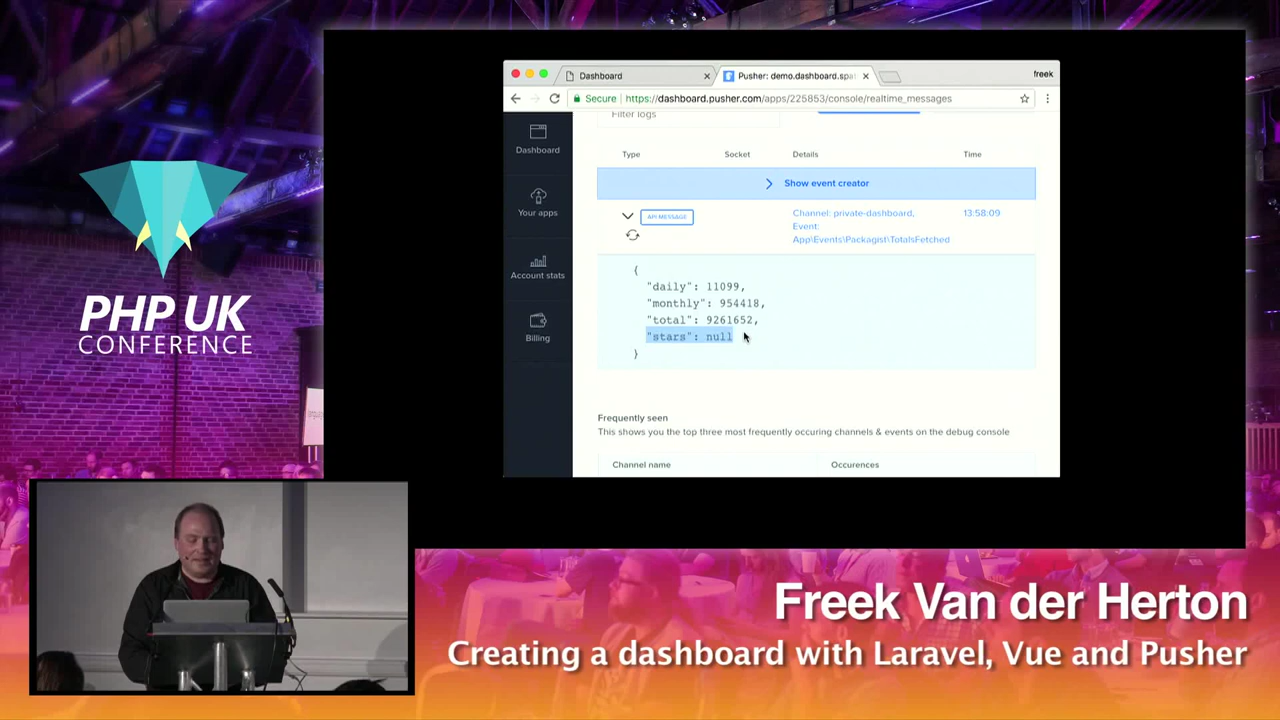 Dashboard
Pusher: demo.dashboard.spa
freek
Secure
https://dashboard.pusher.com/apps/225853/console/realtime_messages
Filter logs
Dashboard
Your apps
Account stats
Billing
Type
Socket
Details
Time
Show event creator
API MESSAGE
Channel: private-dashboard,
Event:
App\Events\Packagist\TotalsFetched
13:58:09
{
"daily": 11099,
"monthly": 954418,
"total": 9261652,
"stars": null
}
Frequently seen
This shows you the top three most frequently occuring channels & events on the debug console
Channel name
Occurences
PHP UK
CONFERENCE
Freek Van der Herton
Creating a dashboard with Laravel, Vue and Pusher